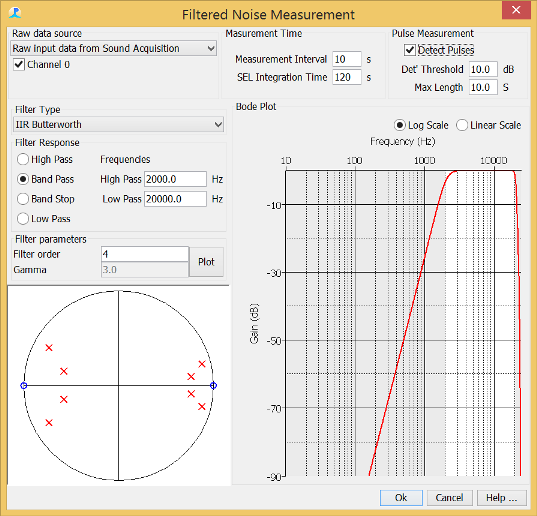 Filtered Noise Measurement
Raw data source
Raw input data from Sound Acquisition
Channel 0
Masurement Time
Measurement Interval 10 s
SEL Integration Time 120 s
Pulse Measurement
Detect Pulses
Det' Threshold 10.0 dB
Max Length 10.0 S
Filter Type
IIR Butterworth
Filter Response
High Pass
Band Pass
Band Stop
Low Pass
Frequencies
High Pass 2000.0 Hz
Low Pass 20000.0 Hz
Filter parameters
Filter order 4
Gamma 3.0
Plot
Bode Plot
Log Scale Linear Scale
Frequency (Hz)
10 100 1000 10000
-10
-30
-50
-70
-90
Gain (dB)
Ok Cancel Help ...